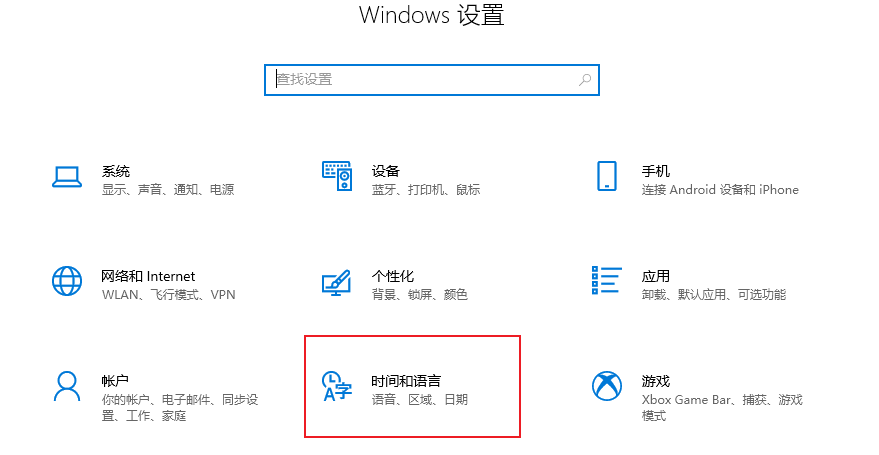 Windows 设置
查找设置
系统
显示、声音、通知、电源
设备
蓝牙、打印机、鼠标
手机
连接 Android 设备和 iPhone
网络和 Internet
WLAN、飞行模式、VPN
个性化
背景、锁屏、颜色
应用
卸载、默认应用、可选功能
帐户
你的帐户、电子邮件、同步设
置、工作、家庭
时间和语言
语音、区域、日期
游戏
Xbox Game Bar、捕获、游戏
模式